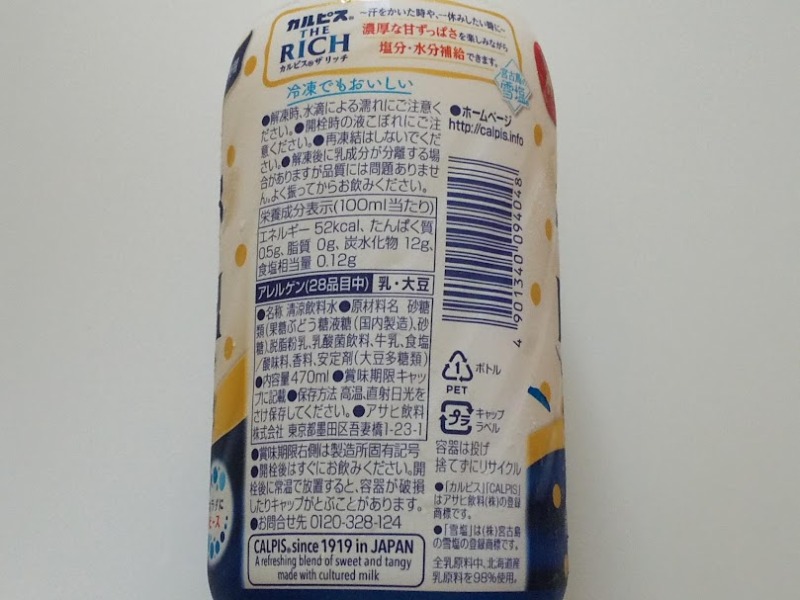 カルピス®
THE
RICH
カルピス®ザ リッチ
~汗をかいた時や、一休みしたい瞬に~
濃厚な甘ずっぱさを楽しみながら
塩分・水分補給できます。
宮古島の
雪塩
冷凍でもおいしい
●解凍時、水滴による濡れにご注意く
ださい。●開栓時の液こぼれにご注
意ください。●再凍結はしないでくだ
さい。●解凍後に乳成分が分離する場
合がありますが品質には問題ありませ
ん。よく振ってからお飲みください。
栄養成分表示(100ml当たり)
エネルギー 52kcal、たんぱく質
0.5g、脂質 0g、炭水化物 12g、
食塩相当量 0.12g
アレルゲン(28品目中) 乳・大豆
●名称 清涼飲料水●原材料名 砂糖
類(果糖ぶどう糖液糖(国内製造)、砂
糖)、脱脂粉乳、乳酸菌飲料、牛乳、食塩
/酸味料、香料、安定剤(大豆多糖類)
●内容量470ml ●賞味期限 キャッ
プに記載●保存方法 高温、直射日光を
さけ保存してください。●アサヒ飲料
株式会社 東京都墨田区吾妻橋1-23-1
●賞味期限右側は製造所固有記号
●開栓後はすぐにお飲みください。開
栓後に常温で放置すると、容器が破損
したりキャップがとぶことがあります。
●お問合せ先 0120-328-124
CALPIS® since 1919 in JAPAN
A refreshing blend of sweet and tangy
made with cultured milk
●ホームページ
http://calpis.info
4 901340 094048
1
PET
ボトル
プラ
キャップ
ラベル
容器は投げ
捨てずにリサイクル
●「カルピス」「CALPIS」
はアサヒ飲料(株)の登録
商標です。
●「雪塩」は(株)宮古島
の雪塩の登録商標です。
全乳原料中、北海道産
乳原料を98%使用。